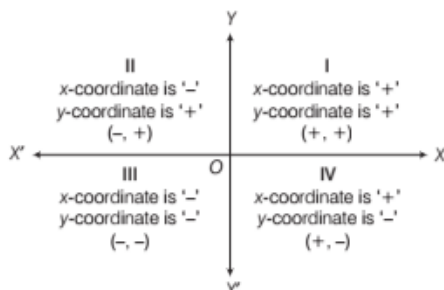 Y
II
x-coordinate is ‘–’
y-coordinate is ‘+’
(–, +)
I
x-coordinate is ‘+’
y-coordinate is ‘+’
(+, +)
X′
O
X
III
x-coordinate is ‘–’
y-coordinate is ‘–’
(–, –)
IV
x-coordinate is ‘+’
y-coordinate is ‘–’
(+, –)
Y′